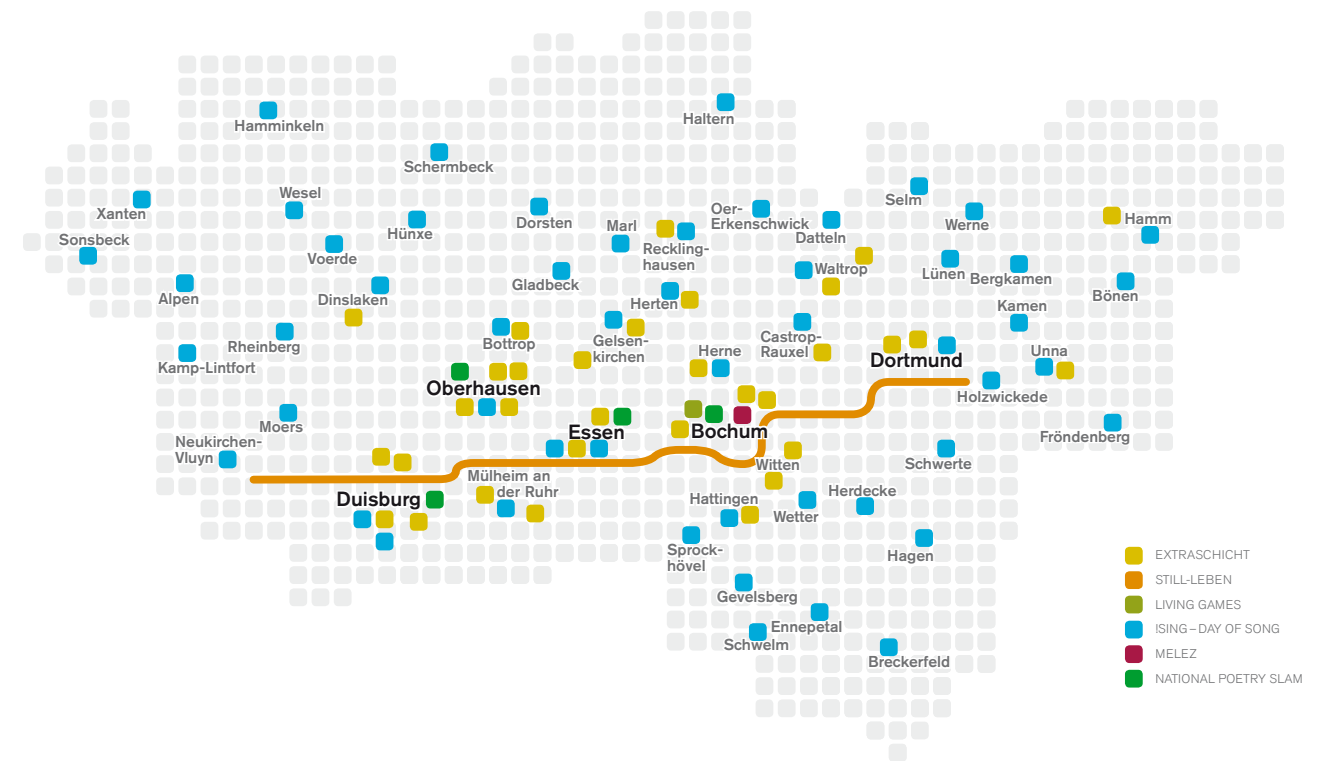 Haltern
Hamminkeln
Schermbeck
Wesel
Selm
Xanten
Oer-
Erkenschwick
Hamm
Dorsten
Marl
Werne
Hünxe
Datteln
Sonsbeck
Reckling-
hausen
Voerde
Waltrop
Lünen
Bergkamen
Gladbeck
Alpen
Dinslaken
Herten
Bönen
Kamen
Castrop-
Rauxel
Bottrop
Gelsen-
kirchen
Rheinberg
Herne
Unna
Dortmund
Kamp-Lintfort
Oberhausen
Holzwickede
Moers
Essen
Bochum
Fröndenberg
Neukirchen-
Vluyn
Witten
Schwerte
Mülheim an
der Ruhr
Herdecke
Duisburg
Hattingen
Wetter
Sprock-
hövel
Hagen
Gevelsberg
Ennepetal
Schwelm
Breckerfeld
EXTRASCHICHT
STILL-LEBEN
LIVING GAMES
ISING – DAY OF SONG
MELEZ
NATIONAL POETRY SLAM